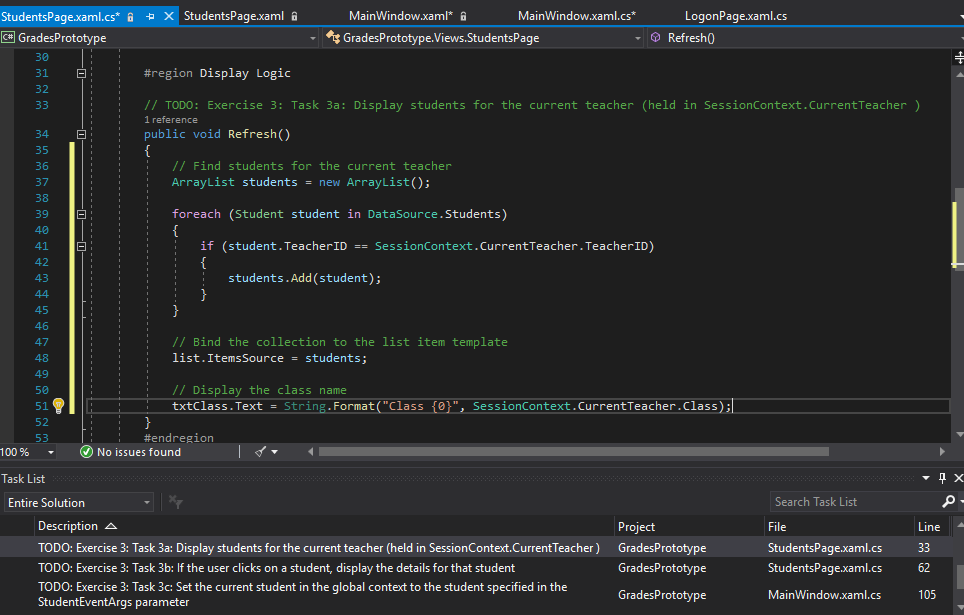 StudentsPage.xaml.cs* StudentsPage.xaml MainWindow.xaml* MainWindow.xaml.cs* LogonPage.xaml.cs
C# GradesPrototype GradesPrototype.Views.StudentsPage Refresh()
30
31 #region Display Logic
32
33 // TODO: Exercise 3: Task 3a: Display students for the current teacher (held in SessionContext.CurrentTeacher )
1 reference
34 public void Refresh()
35 {
36 // Find students for the current teacher
37 ArrayList students = new ArrayList();
38
39 foreach (Student student in DataSource.Students)
40 {
41 if (student.TeacherID == SessionContext.CurrentTeacher.TeacherID)
42 {
43 students.Add(student);
44 }
45 }
46
47 // Bind the collection to the list item template
48 list.ItemsSource = students;
49
50 // Display the class name
51 txtClass.Text = String.Format("Class {0}", SessionContext.CurrentTeacher.Class);
52 }
53 #endregion
100 % No issues found
Task List
Entire Solution Search Task List
Description Project File Line
TODO: Exercise 3: Task 3a: Display students for the current teacher (held in SessionContext.CurrentTeacher ) GradesPrototype StudentsPage.xaml.cs 33
TODO: Exercise 3: Task 3b: If the user clicks on a student, display the details for that student GradesPrototype StudentsPage.xaml.cs 62
TODO: Exercise 3: Task 3c: Set the current student in the global context to the student specified in the
StudentEventArgs parameter GradesPrototype MainWindow.xaml.cs 105